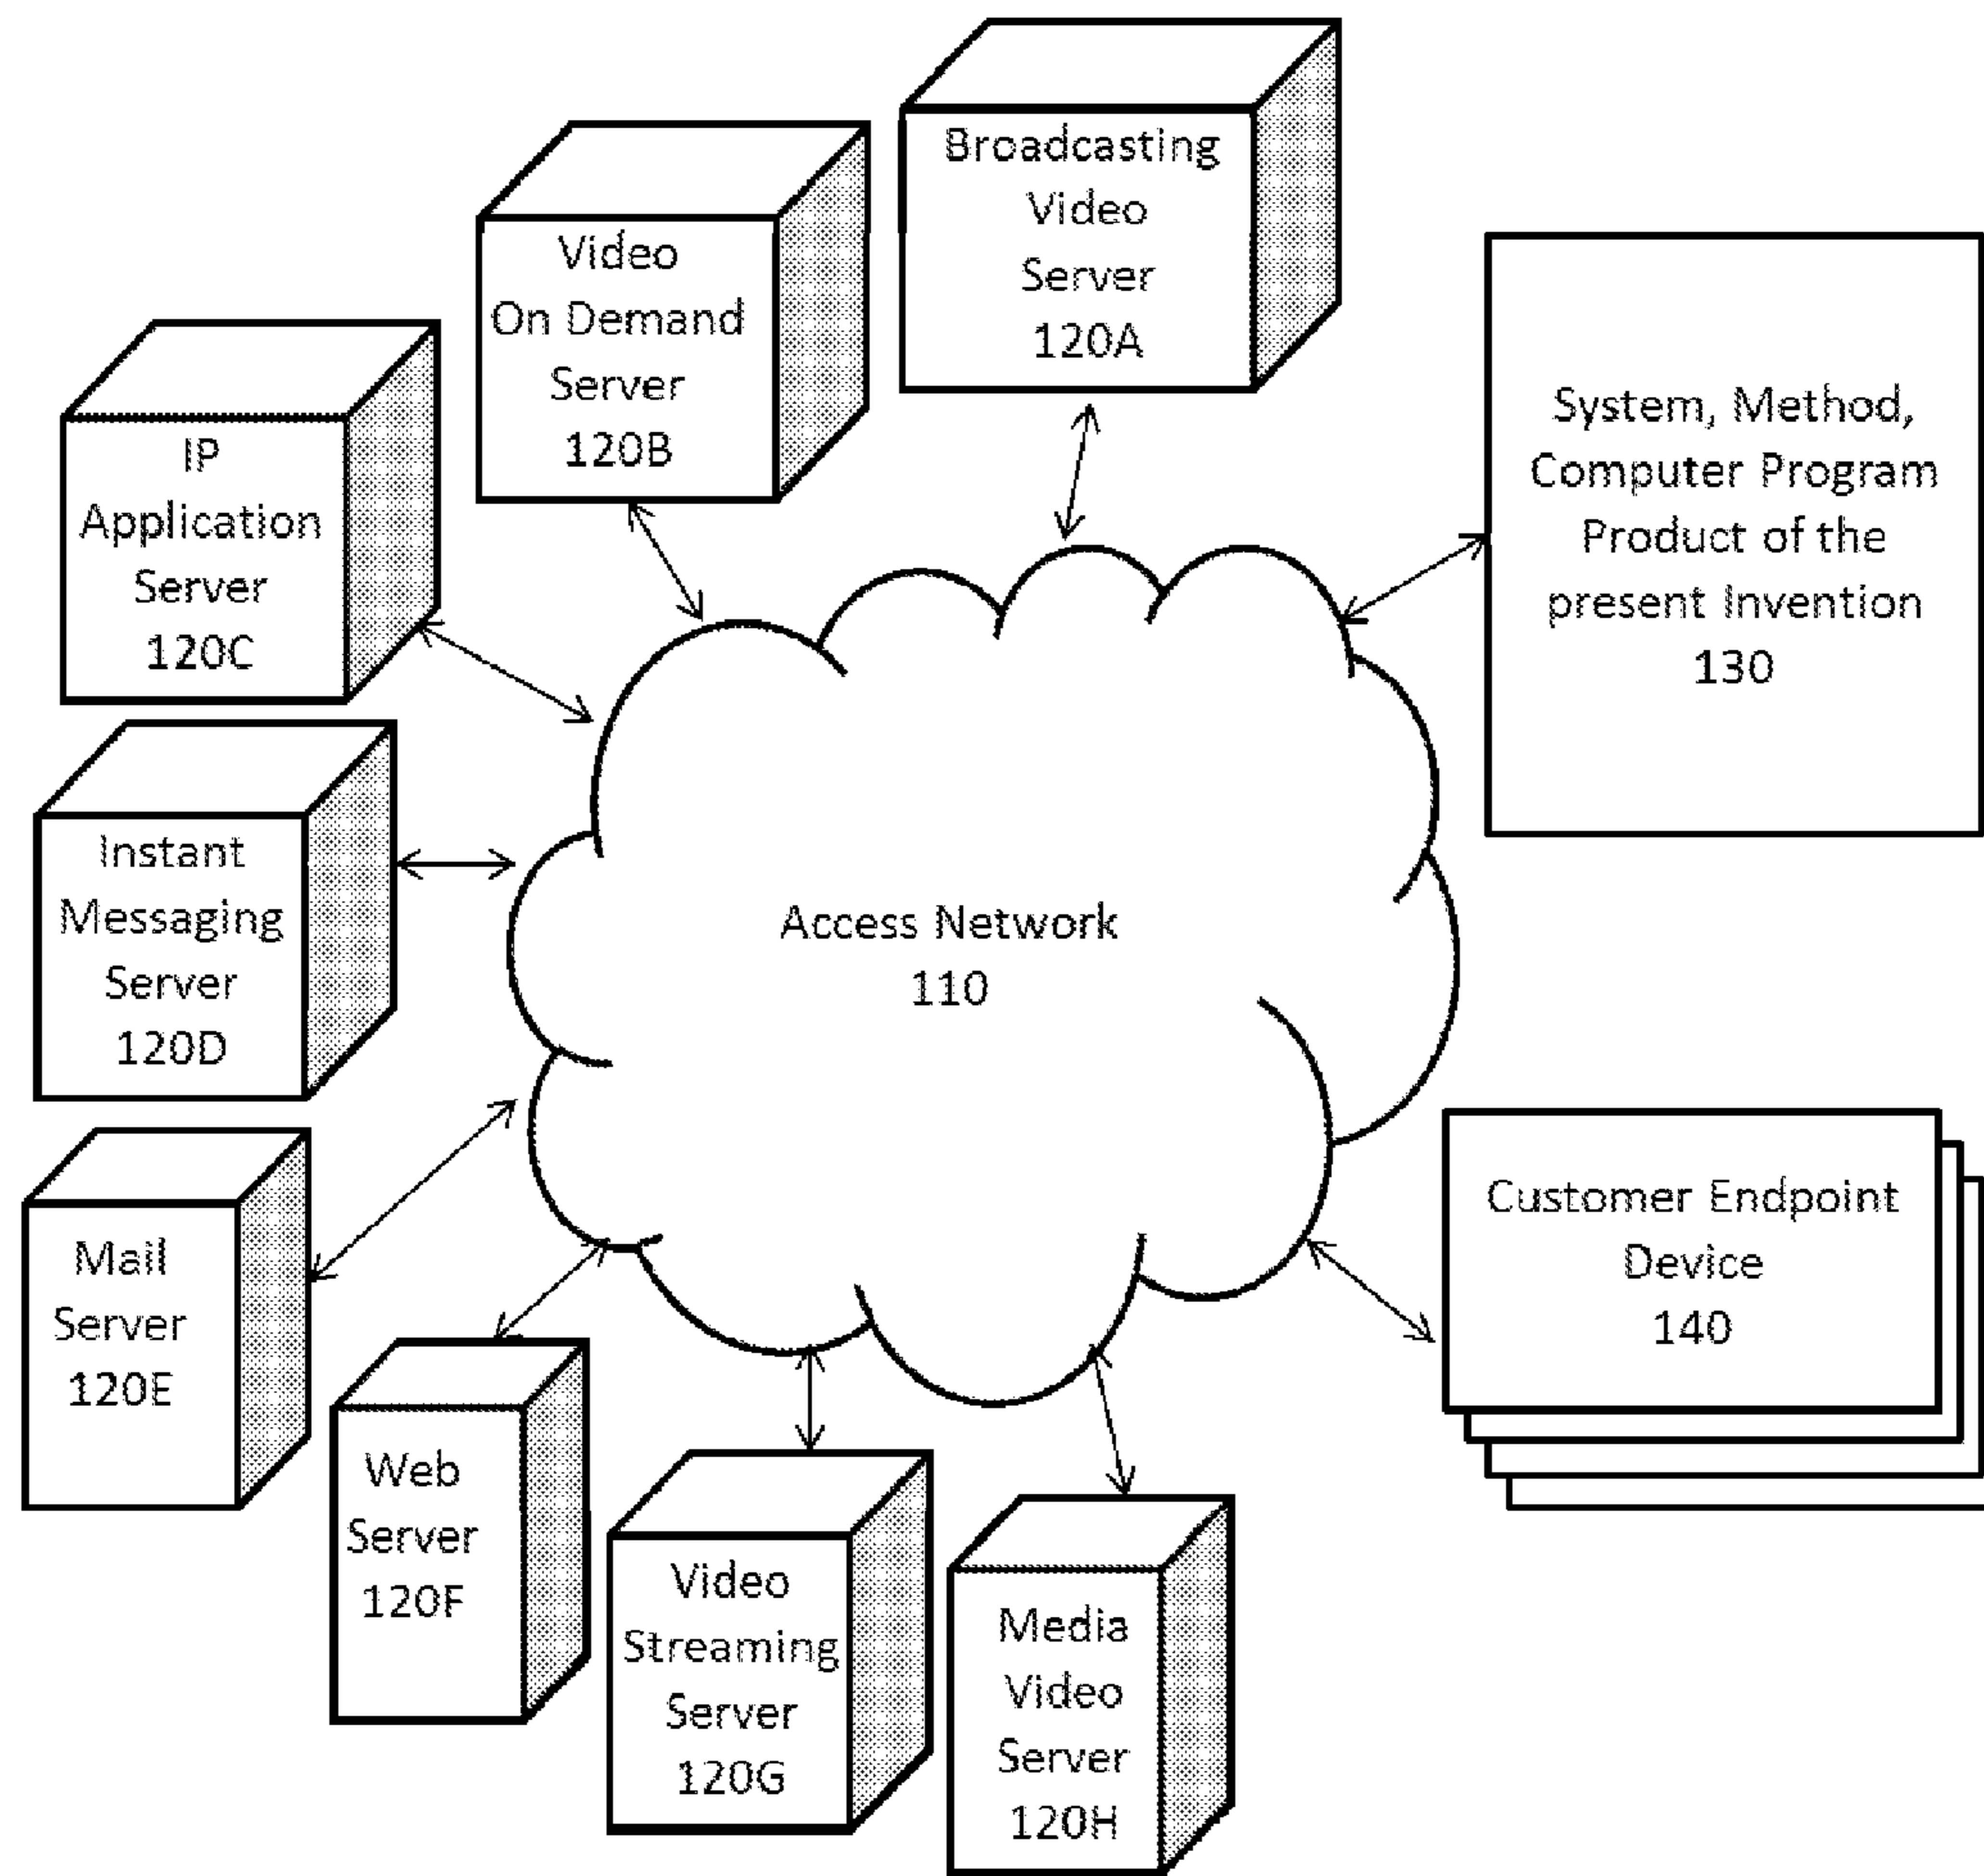 Broadcasting
Video
Server
120A
Video
On Demand
Server
120B
IP
Application
Server
120C
System, Method,
Computer Program
Product of the
present Invention
130
Instant
Messaging
Server
120D
Access Network
110
Mail
Server
120E
Customer Endpoint
Device
140
Web
Server
120F
Video
Streaming
Server
120G
Media
Video
Server
120H